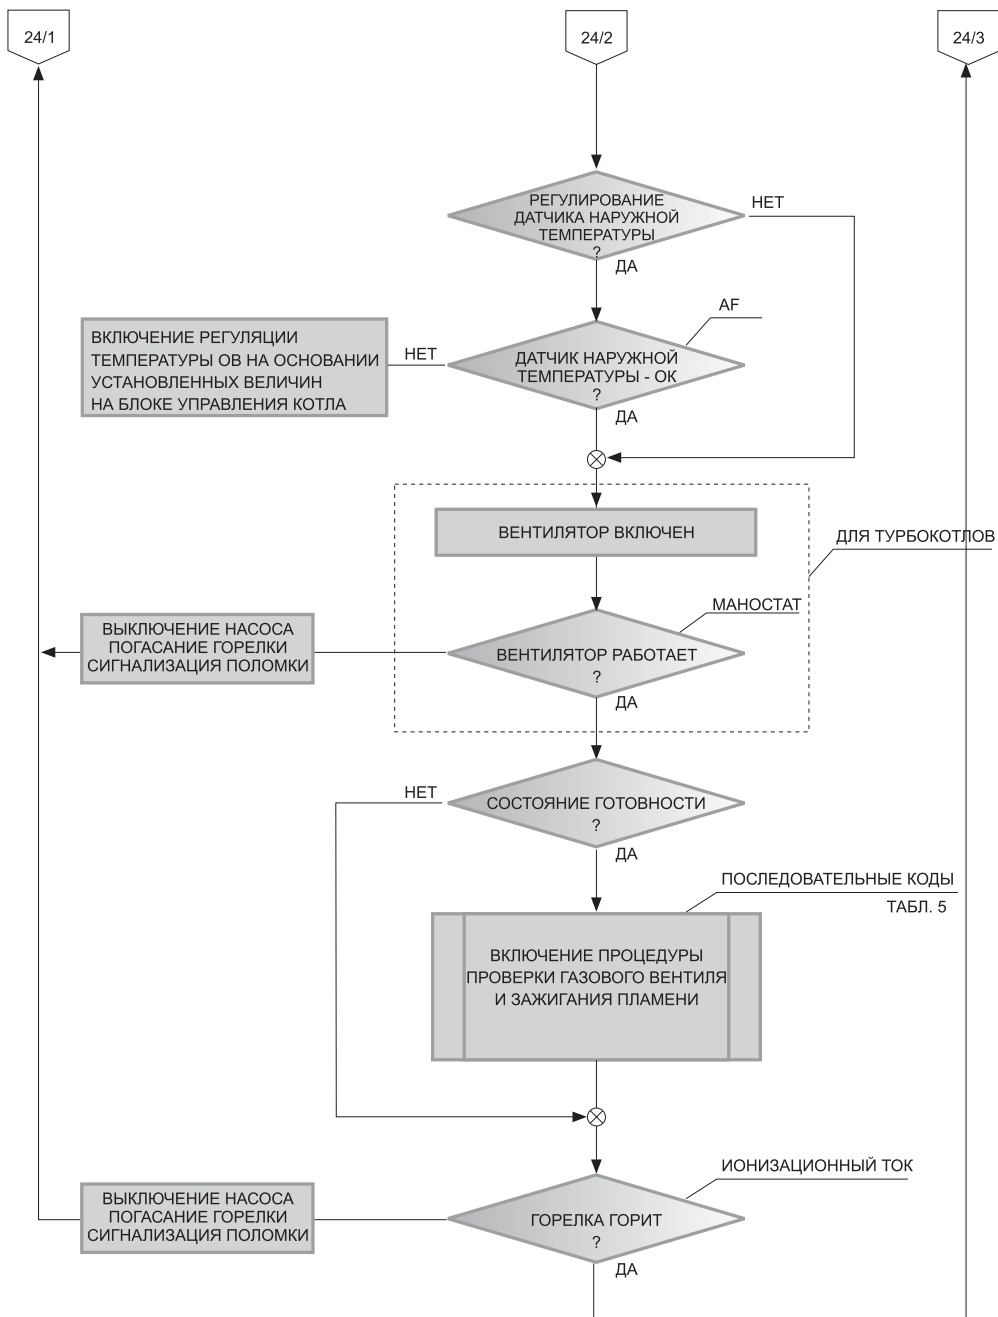 24/1
24/2
24/3
РЕГУЛИРОВАНИЕ
ДАТЧИКА НАРУЖНОЙ
ТЕМПЕРАТУРЫ
?
НЕТ
ДА
AF
ВКЛЮЧЕНИЕ РЕГУЛЯЦИИ
ТЕМПЕРАТУРЫ ОВ НА ОСНОВАНИИ
УСТАНОВЛЕННЫХ ВЕЛИЧИН
НА БЛОКЕ УПРАВЛЕНИЯ КОТЛА
НЕТ
ДАТЧИК НАРУЖНОЙ
ТЕМПЕРАТУРЫ - ОК
?
ДА
ВЕНТИЛЯТОР ВКЛЮЧЕН
ДЛЯ ТУРБОКОТЛОВ
МАНОСТАТ
ВЫКЛЮЧЕНИЕ НАСОСА
ПОГАСАНИЕ ГОРЕЛКИ
СИГНАЛИЗАЦИЯ ПОЛОМКИ
ВЕНТИЛЯТОР РАБОТАЕТ
?
ДА
НЕТ
СОСТОЯНИЕ ГОТОВНОСТИ
?
ДА
ПОСЛЕДОВАТЕЛЬНЫЕ КОДЫ
ТАБЛ. 5
ВКЛЮЧЕНИЕ ПРОЦЕДУРЫ
ПРОВЕРКИ ГАЗОВОГО ВЕНТИЛЯ
И ЗАЖИГАНИЯ ПЛАМЕНИ
ИОНИЗАЦИОННЫЙ ТОК
ВЫКЛЮЧЕНИЕ НАСОСА
ПОГАСАНИЕ ГОРЕЛКИ
СИГНАЛИЗАЦИЯ ПОЛОМКИ
ГОРЕЛКА ГОРИТ
?
ДА